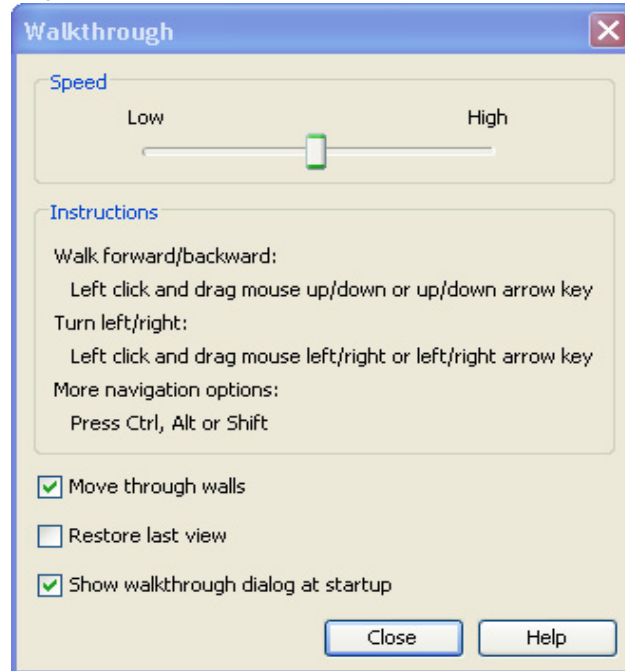 Walkthrough
Speed
Low High
Instructions
Walk forward/backward:
Left click and drag mouse up/down or up/down arrow key
Turn left/right:
Left click and drag mouse left/right or left/right arrow key
More navigation options:
Press Ctrl, Alt or Shift
Move through walls
Restore last view
Show walkthrough dialog at startup
Close Help